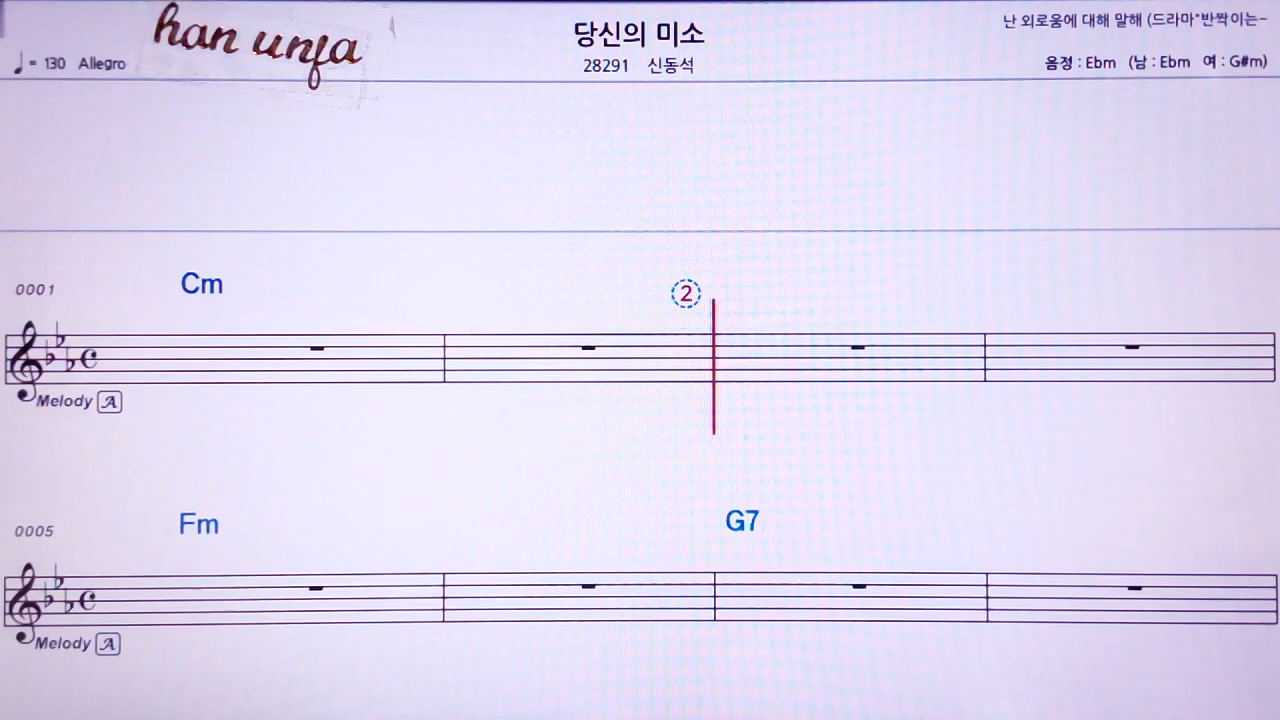 han unfa
당신의 미소
28291 신동석
난 외로움에 대해 말해 (드라마"반짝이는~
♩= 130 Allegro
음정 : Ebm (남 : Ebm 여 : G#m)
0001
Cm
2
Melody A
0005
Fm
G7
Melody A